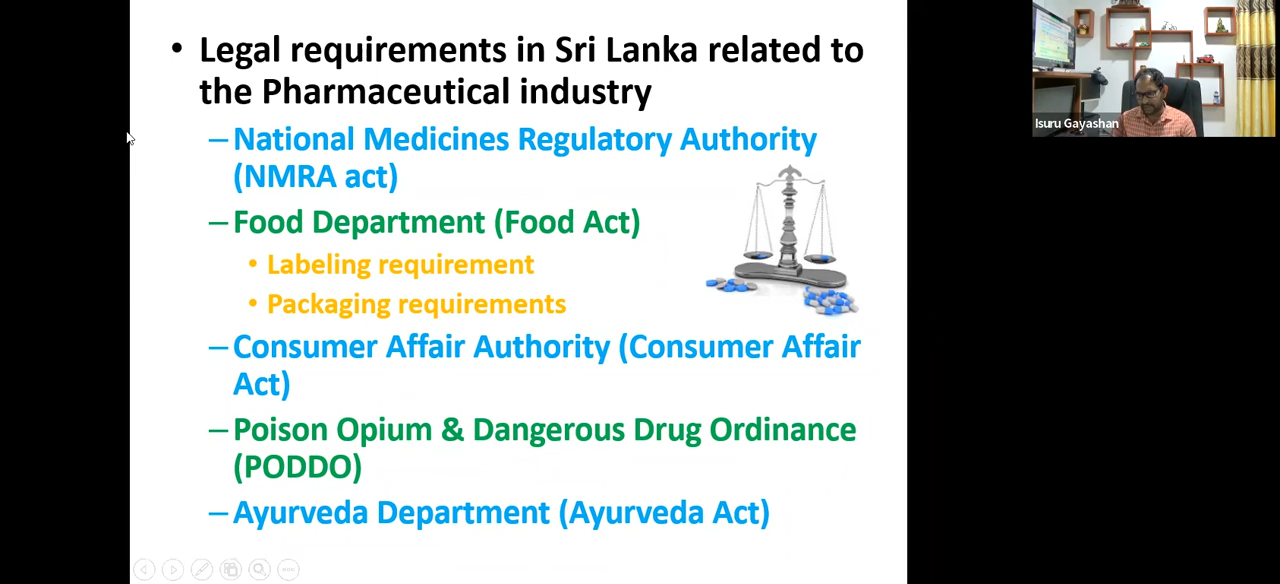 • Legal requirements in Sri Lanka related to
the Pharmaceutical industry
– National Medicines Regulatory Authority
(NMRA act)
– Food Department (Food Act)
• Labeling requirement
• Packaging requirements
– Consumer Affair Authority (Consumer Affair
Act)
– Poison Opium & Dangerous Drug Ordinance
(PODDO)
– Ayurveda Department (Ayurveda Act)
Isuru Gayashan